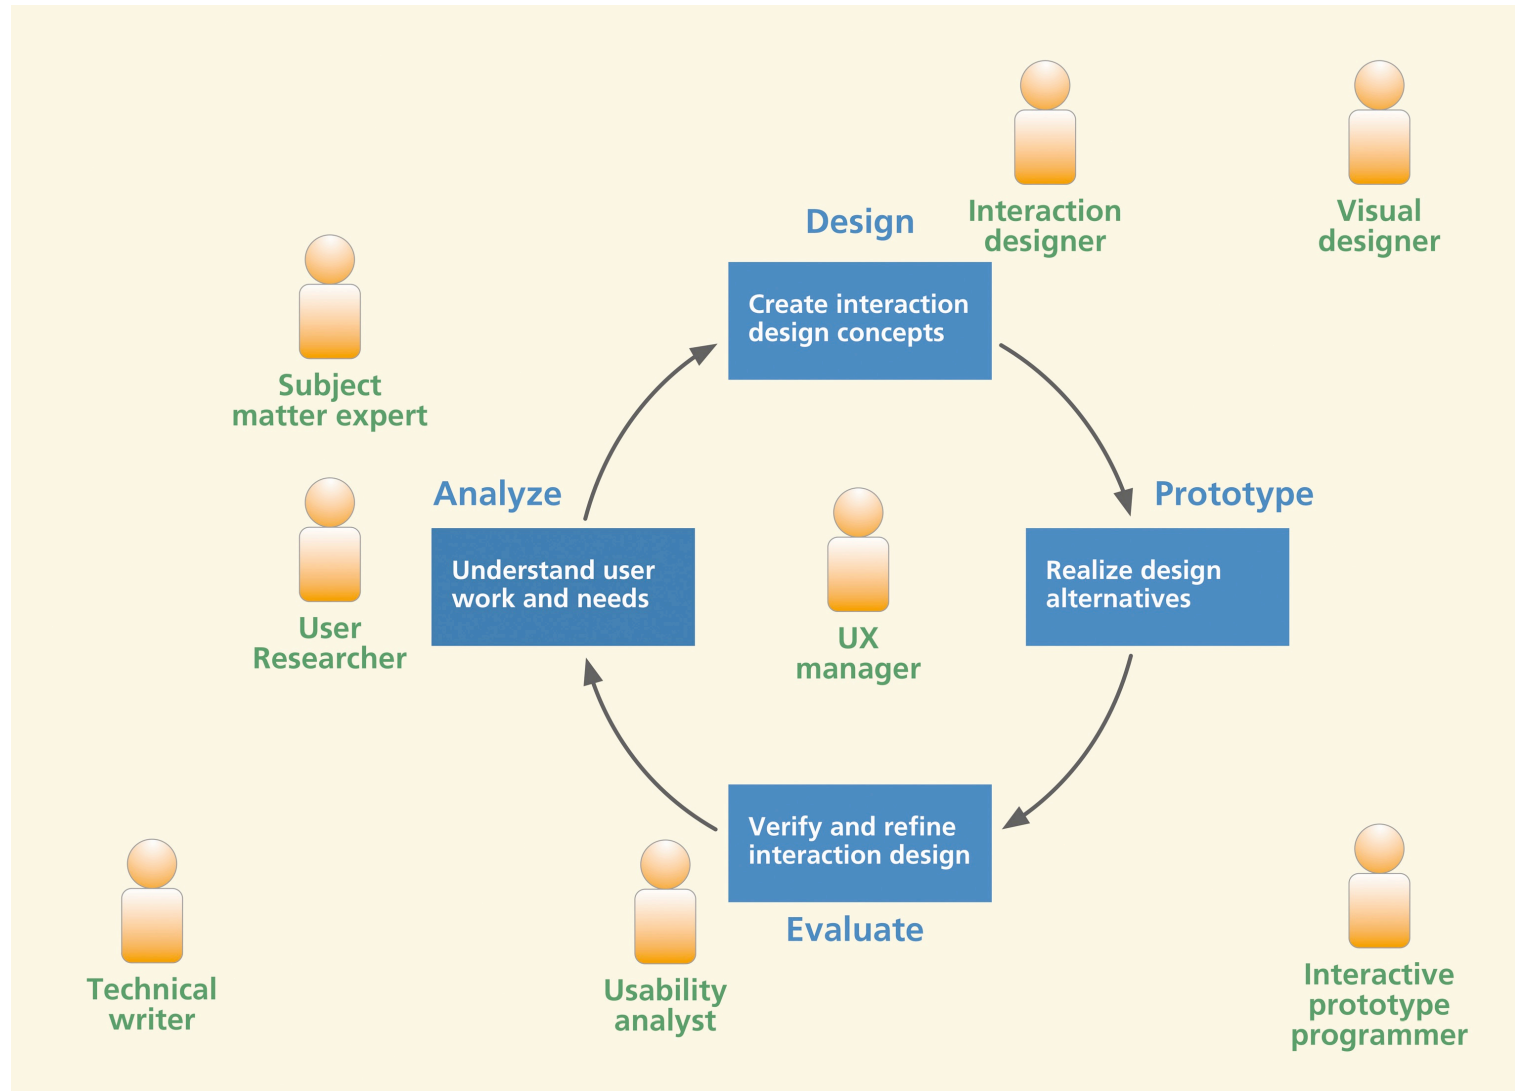 Interaction
designer
Visual
designer
Design
Create interaction
design concepts
Subject
matter expert
Analyze
Understand user
work and needs
User
Researcher
UX
manager
Prototype
Realize design
alternatives
Verify and refine
interaction design
Evaluate
Technical
writer
Usability
analyst
Interactive
prototype
programmer